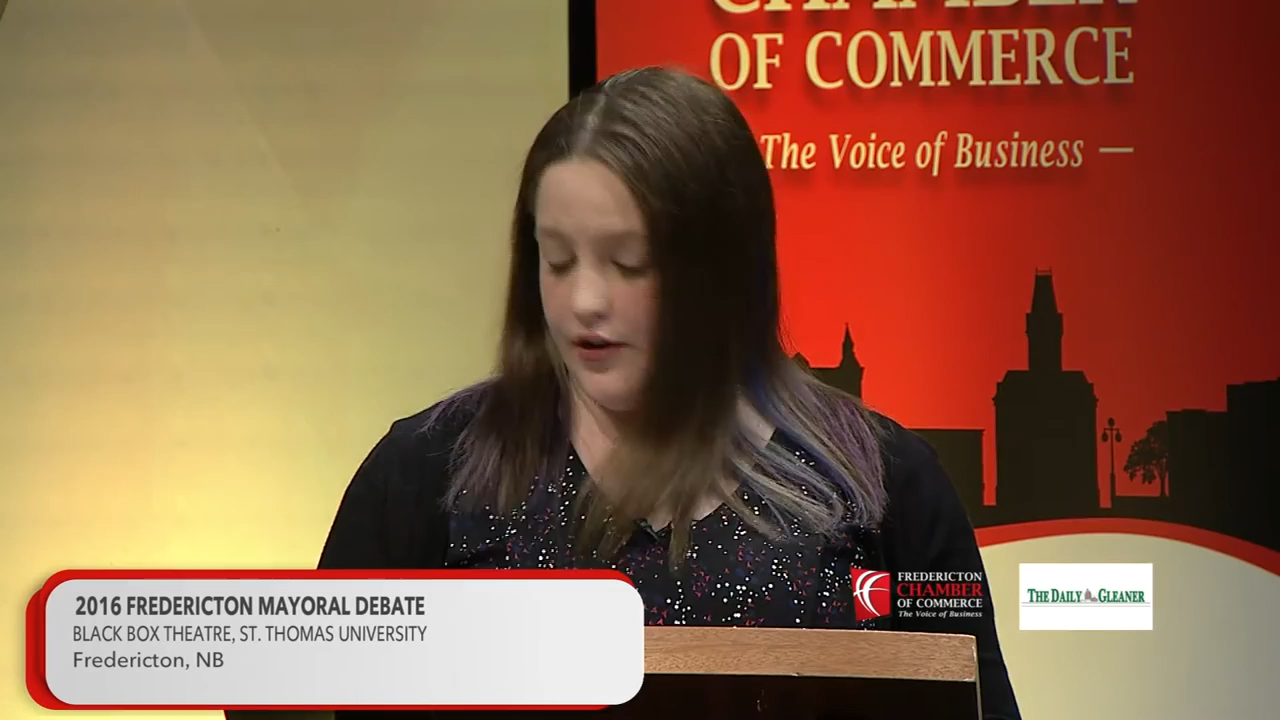 CHAMBER
OF COMMERCE
The Voice of Business —
2016 FREDERICTON MAYORAL DEBATE
BLACK BOX THEATRE, ST. THOMAS UNIVERSITY
Fredericton, NB
FREDERICTON
CHAMBER
OF COMMERCE
The Voice of Business
THE DAILY GLEANER